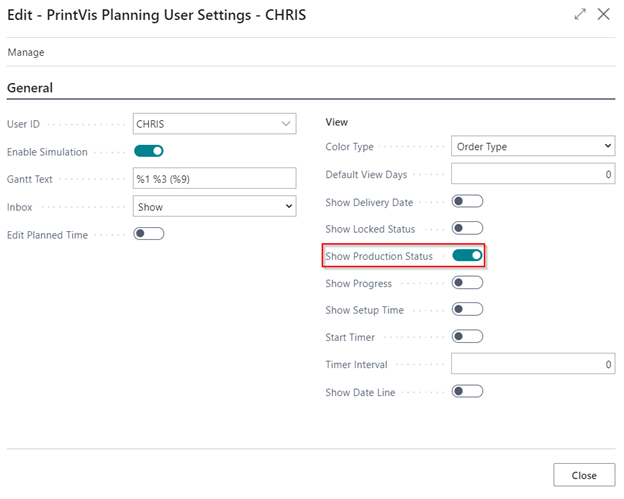 Edit - PrintVis Planning User Settings - CHRIS
Manage
General
User ID CHRIS
Enable Simulation
Gantt Text %1 %3 (%9)
Inbox Show
Edit Planned Time
View
Color Type Order Type
Default View Days 0
Show Delivery Date
Show Locked Status
Show Production Status
Show Progress
Show Setup Time
Start Timer
Timer Interval 0
Show Date Line
Close